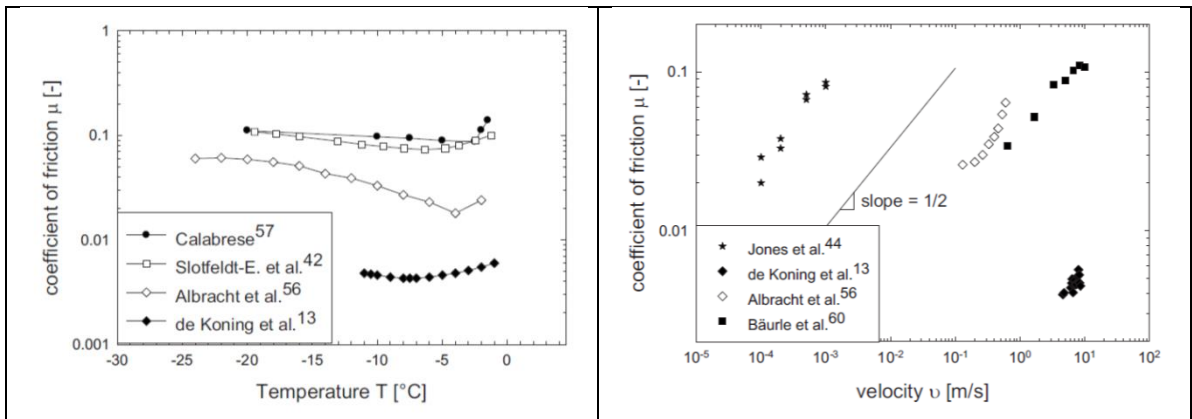 0.1
0.01
0.001
coefficient of friction μ [-]
-30
-25
-20
-15
-10
-5
0
Temperature T [°C]
Calabrese57
Slotfeldt-E. et al.42
Albracht et al.56
de Koning et al.13
0.1
0.01
coefficient of friction μ [-]
slope = 1/2
Jones et al.44
de Koning et al.13
Albracht et al.56
Bäurle et al.60
10-5
10-4
10-3
10-2
10-1
100
101
102
velocity υ [m/s]